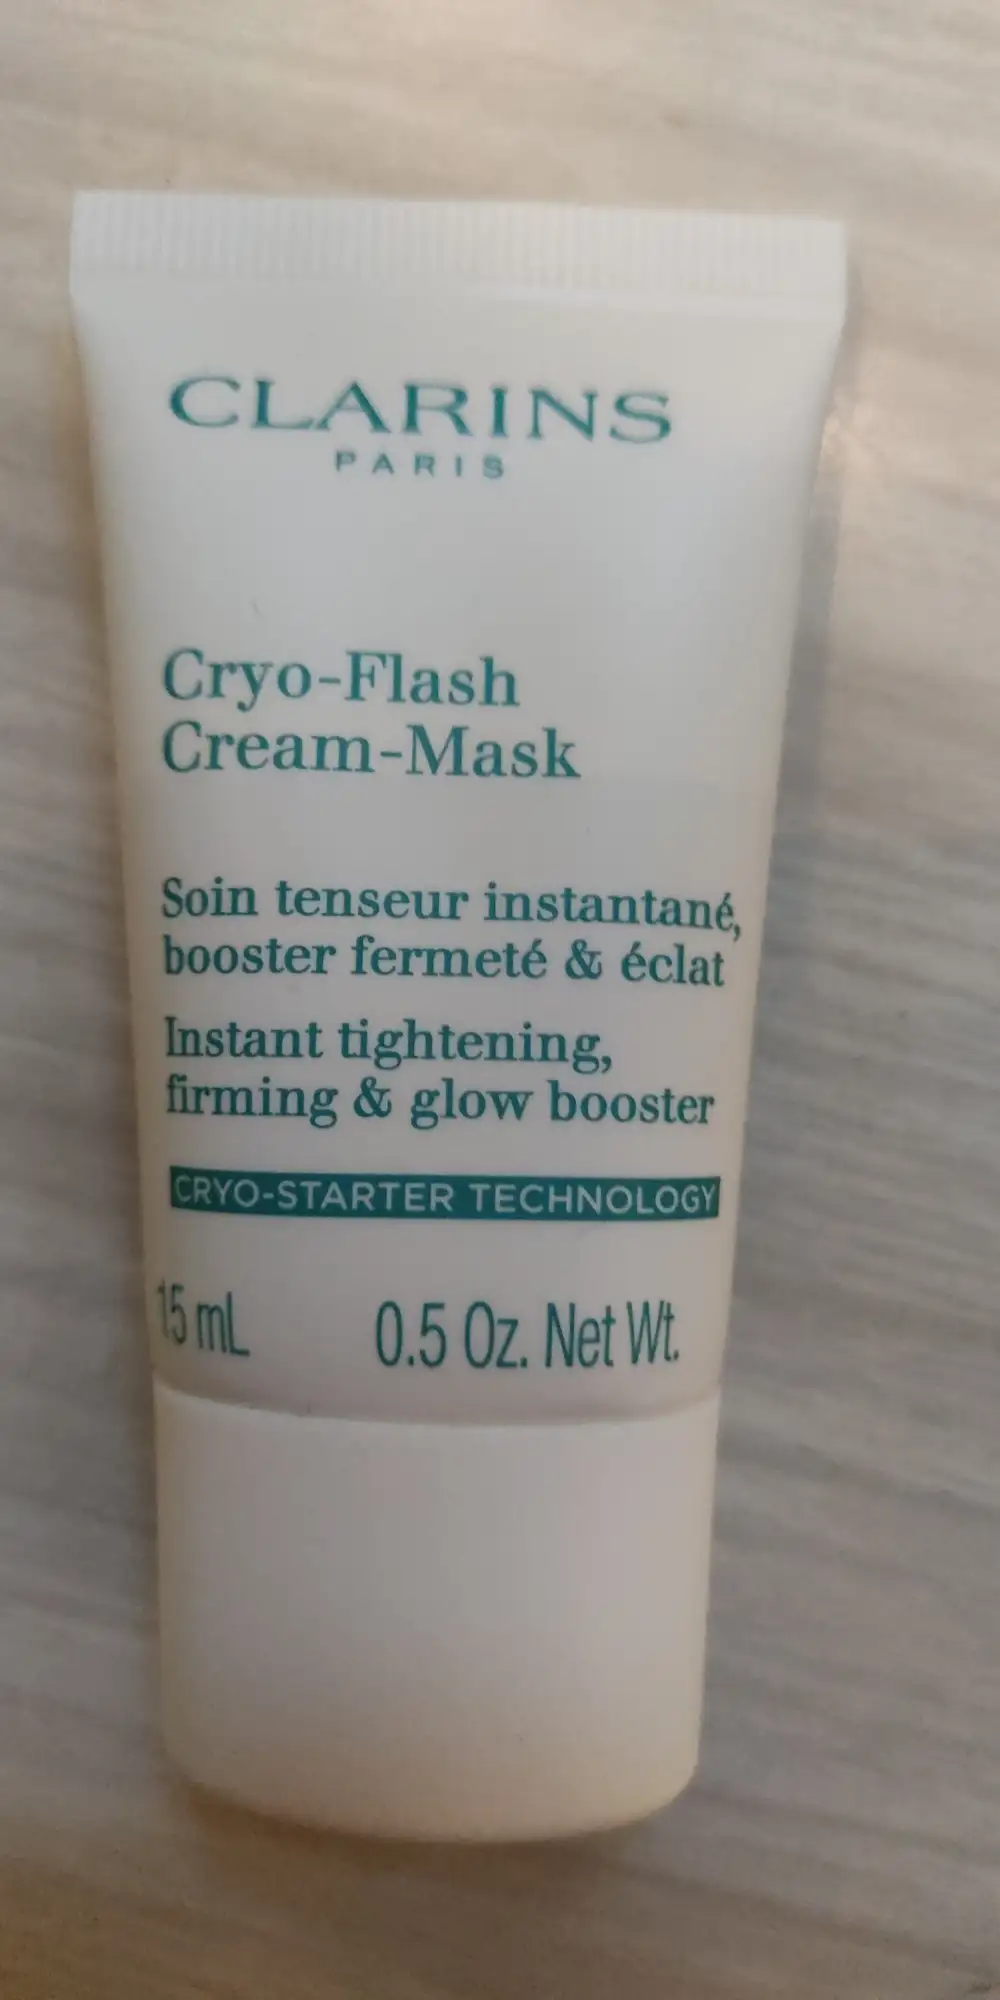 CLARINS
PARIS
Cryo-Flash
Cream-Mask
Soin tenseur instantané,
booster fermeté & éclat
Instant tightening,
firming & glow booster
CRYO-STARTER TECHNOLOGY
15 mL 0.5 Oz. Net Wt.